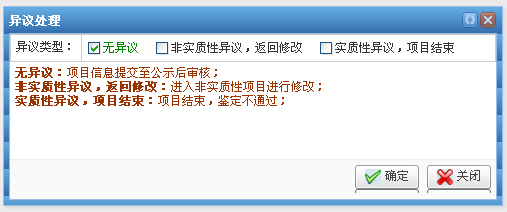 异议处理
异议类型： 无异议 非实质性异议，返回修改 实质性异议，项目结束
无异议：项目信息提交至公示后审核；
非实质性异议，返回修改：进入非实质性项目进行修改；
实质性异议，项目结束：项目结束，鉴定不通过；
确定 关闭